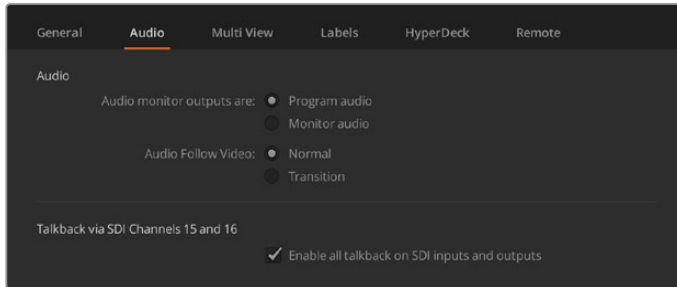 General Audio Multi View Labels HyperDeck Remote
Audio
Audio monitor outputs are: Program audio
Monitor audio
Audio Follow Video: Normal
Transition
Talkback via SDI Channels 15 and 16
Enable all talkback on SDI inputs and outputs